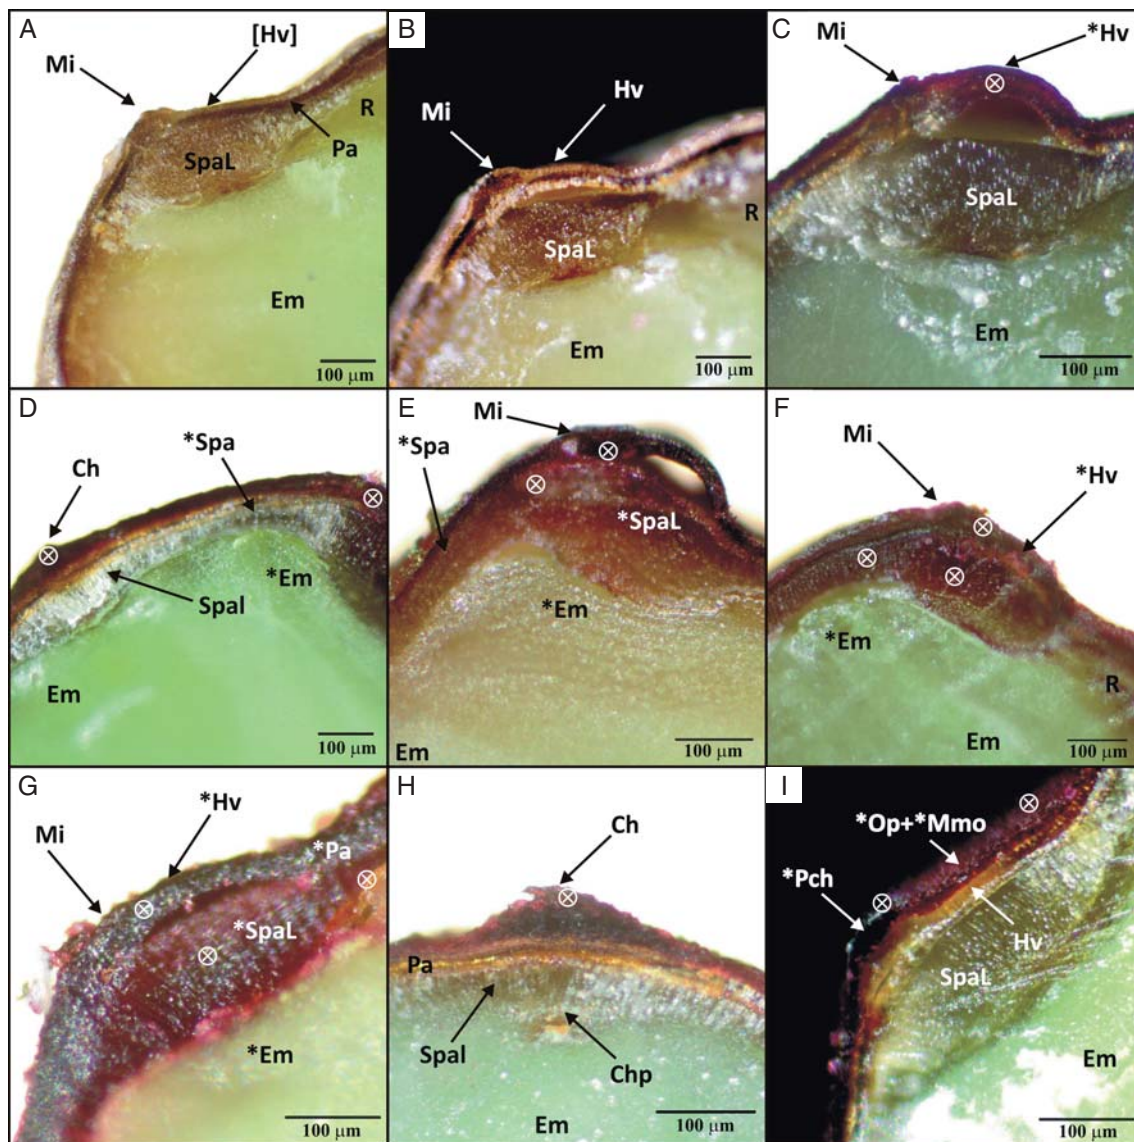 A
[Hv]
Mi
R
SpaL
Pa
Em
100 μm
B
Hv
Mi
R
SpaL
Em
100 μm
C
Mi
*Hv
SpaL
Em
100 μm
D
*Spa
Ch
*Em
Spal
Em
100 μm
E
Mi
*Spa
*SpaL
*Em
Em
100 μm
F
Mi
*Hv
*Em
R
Em
100 μm
G
*Hv
Mi
*Pa
*SpaL
*Em
100 μm
H
Ch
Pa
Spal
Chp
Em
100 μm
I
*Op+*Mmo
*Pch
Hv
SpaL
Em
100 μm